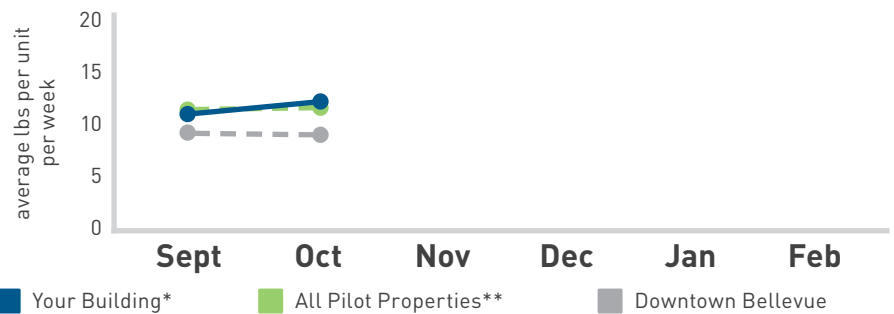 average lbs per unit
per week
20
15
10
5
0
Sept Oct Nov Dec Jan Feb
Your Building* All Pilot Properties** Downtown Bellevue